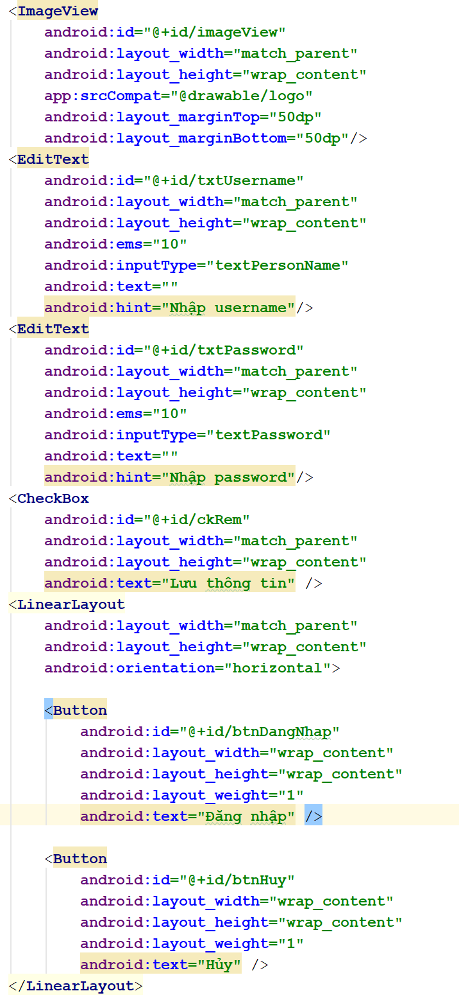 <ImageView
android:id="@+id/imageView"
android:layout_width="match_parent"
android:layout_height="wrap_content"
app:srcCompat="@drawable/logo"
android:layout_marginTop="50dp"
android:layout_marginBottom="50dp"/>
<EditText
android:id="@+id/txtUsername"
android:layout_width="match_parent"
android:layout_height="wrap_content"
android:ems="10"
android:inputType="textPersonName"
android:text=""
android:hint="Nhập username"/>
<EditText
android:id="@+id/txtPassword"
android:layout_width="match_parent"
android:layout_height="wrap_content"
android:ems="10"
android:inputType="textPassword"
android:text=""
android:hint="Nhập password"/>
<CheckBox
android:id="@+id/ckRem"
android:layout_width="match_parent"
android:layout_height="wrap_content"
android:text="Lưu thông tin" />
<LinearLayout
android:layout_width="match_parent"
android:layout_height="wrap_content"
android:orientation="horizontal">
<Button
android:id="@+id/btnDangNhap"
android:layout_width="wrap_content"
android:layout_height="wrap_content"
android:layout_weight="1"
android:text="Đăng nhập" />
<Button
android:id="@+id/btnHuy"
android:layout_width="wrap_content"
android:layout_height="wrap_content"
android:layout_weight="1"
android:text="Hủy" />
</LinearLayout>